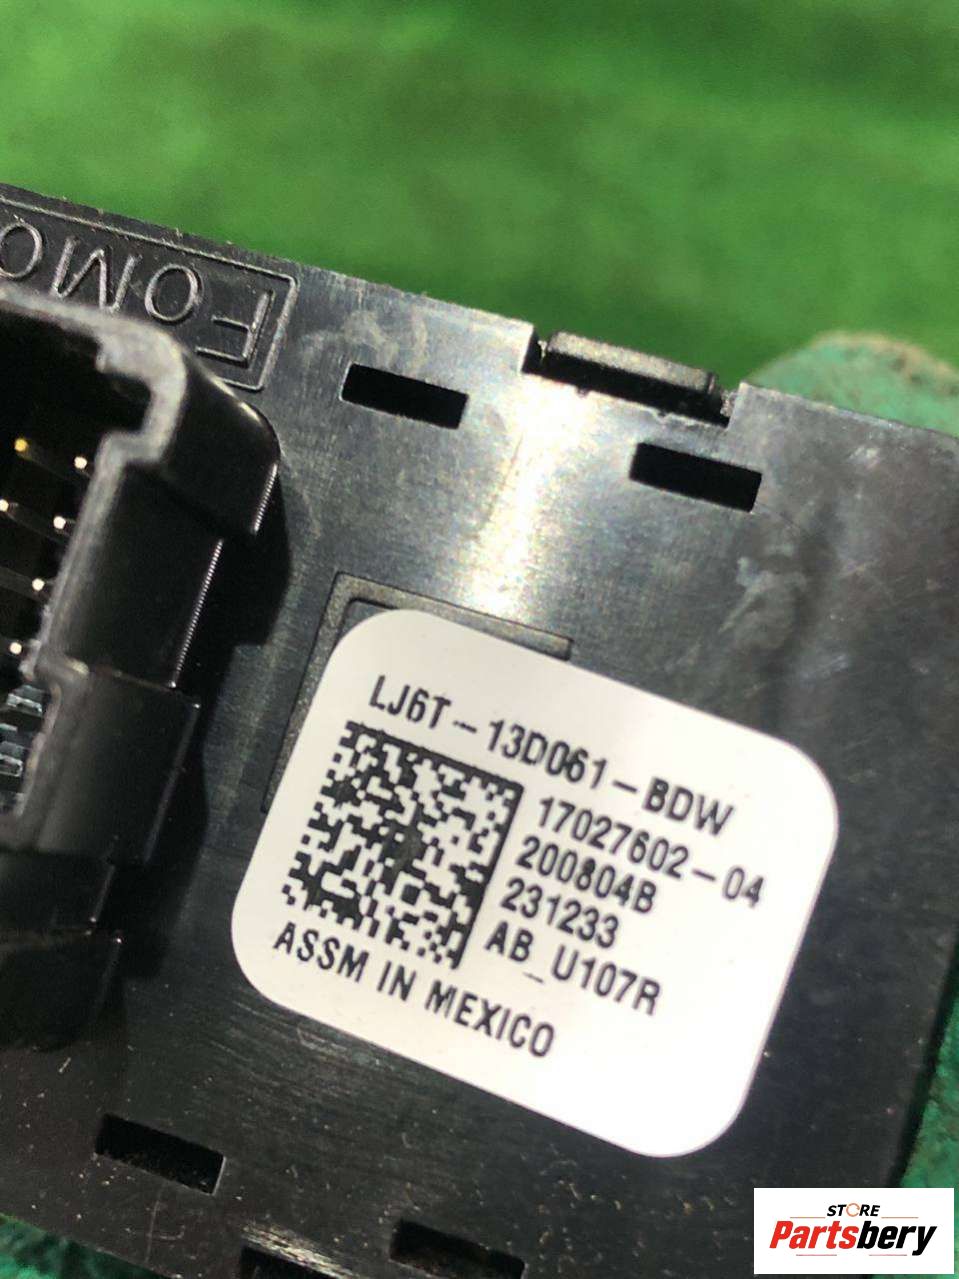 FOMO
LJ6T-13D061-BDW
17027602-04
200804B
231233
AB_U107R
ASSM IN MEXICO
STORE
Partsbery